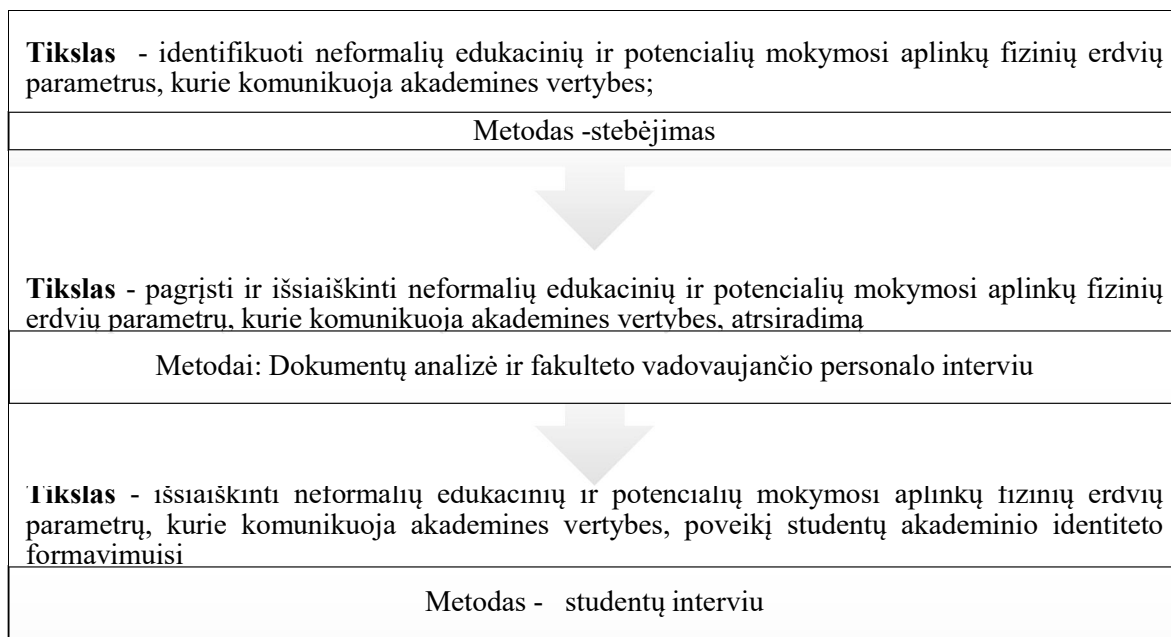 Tikslas - identifikuoti neformalių edukacinių ir potencialių mokymosi aplinkų fizinių erdvių
parametrus, kurie komunikuoja akademines vertybes;
Metodas -stebėjimas
Tikslas - pagrįsti ir išsiaiškinti neformalių edukacinių ir potencialių mokymosi aplinkų fizinių
erdvių parametrų, kurie komunikuoja akademines vertybes, atrsiradimą
Metodai: Dokumentų analizė ir fakulteto vadovaujančio personalo interviu
Tikslas - išsiaiškinti neformalių edukacinių ir potencialių mokymosi aplinkų fizinių erdvių
parametrų, kurie komunikuoja akademines vertybes, poveikį studentų akademinio identiteto
formavimuisi
Metodas - studentų interviu